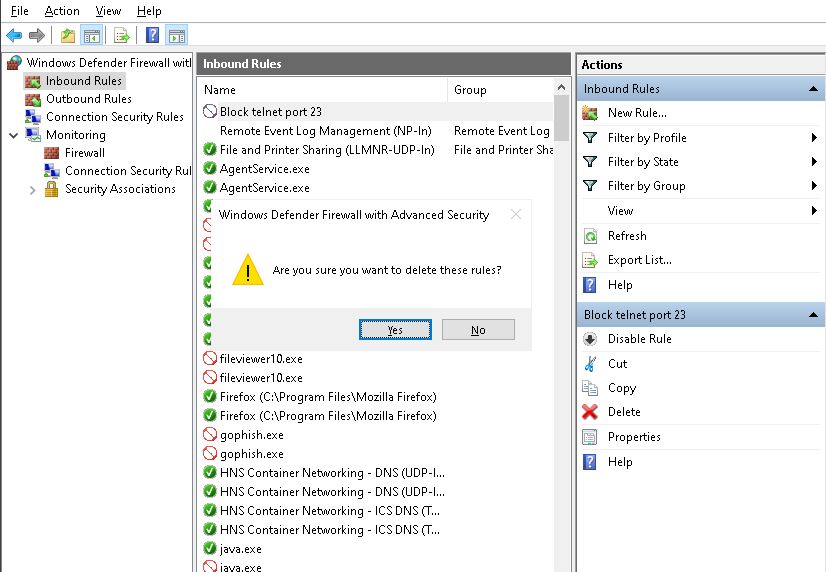 File Action View Help
Windows Defender Firewall wit
Inbound Rules
Outbound Rules
Connection Security Rules
Monitoring
Firewall
Connection Security Rul
Security Associations
Inbound Rules
Name Group
Block telnet port 23
Remote Event Log Management (NP-In) Remote Event Log
File and Printer Sharing (LLMNR-UDP-In) File and Printer Sha
AgentService.exe
AgentService.exe
Windows Defender Firewall with Advanced Security
Are you sure you want to delete these rules?
Yes No
fileviewer10.exe
fileviewer10.exe
Firefox (C:\Program Files\Mozilla Firefox)
Firefox (C:\Program Files\Mozilla Firefox)
gophish.exe
gophish.exe
HNS Container Networking - DNS (UDP-I...
HNS Container Networking - DNS (UDP-I...
HNS Container Networking - ICS DNS (T...
HNS Container Networking - ICS DNS (T...
java.exe
java.exe
Actions
Inbound Rules
New Rule...
Filter by Profile
Filter by State
Filter by Group
View
Refresh
Export List...
Help
Block telnet port 23
Disable Rule
Cut
Copy
Delete
Properties
Help